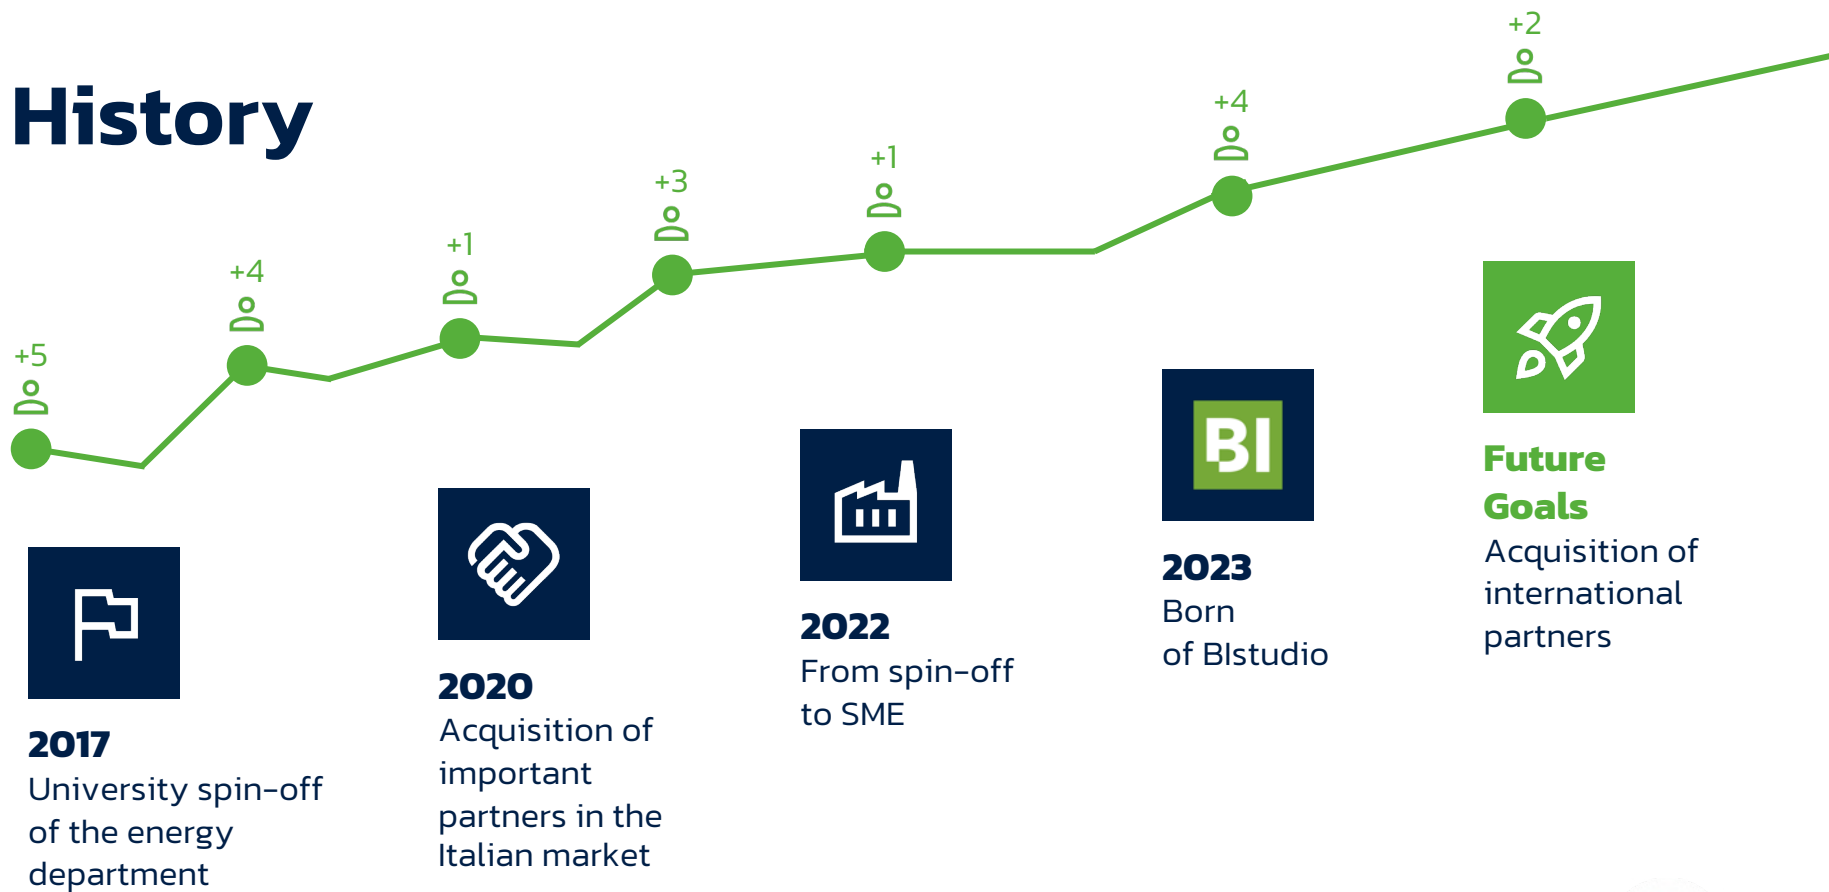 History
+5
+4
+1
+3
+1
+4
+2
2017
University spin-off
of the energy
department
2020
Acquisition of
important
partners in the
Italian market
2022
From spin-off
to SME
BI
2023
Born
of BIstudio
Future
Goals
Acquisition of
international
partners